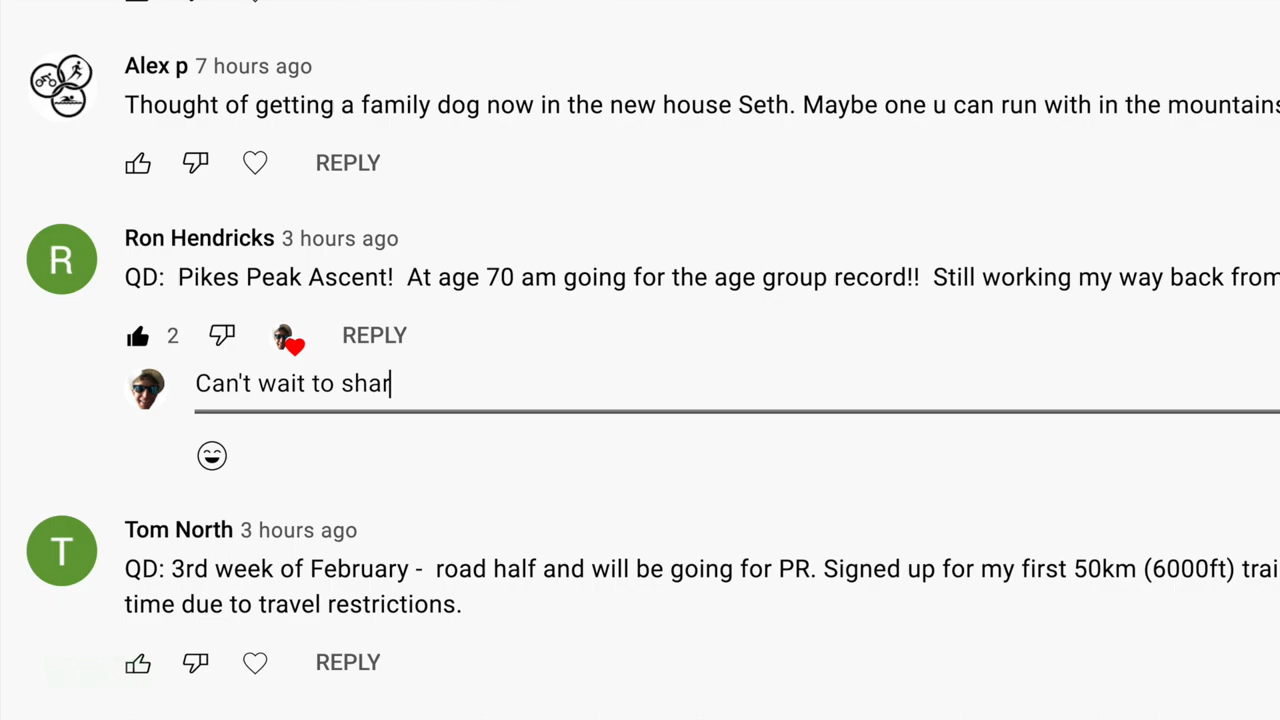 Alex p 7 hours ago
Thought of getting a family dog now in the new house Seth. Maybe one u can run with in the mountains
REPLY
R
Ron Hendricks 3 hours ago
QD: Pikes Peak Ascent! At age 70 am going for the age group record!! Still working my way back from
2 REPLY
Can't wait to shar
T
Tom North 3 hours ago
QD: 3rd week of February - road half and will be going for PR. Signed up for my first 50km (6000ft) trai
time due to travel restrictions.
REPLY